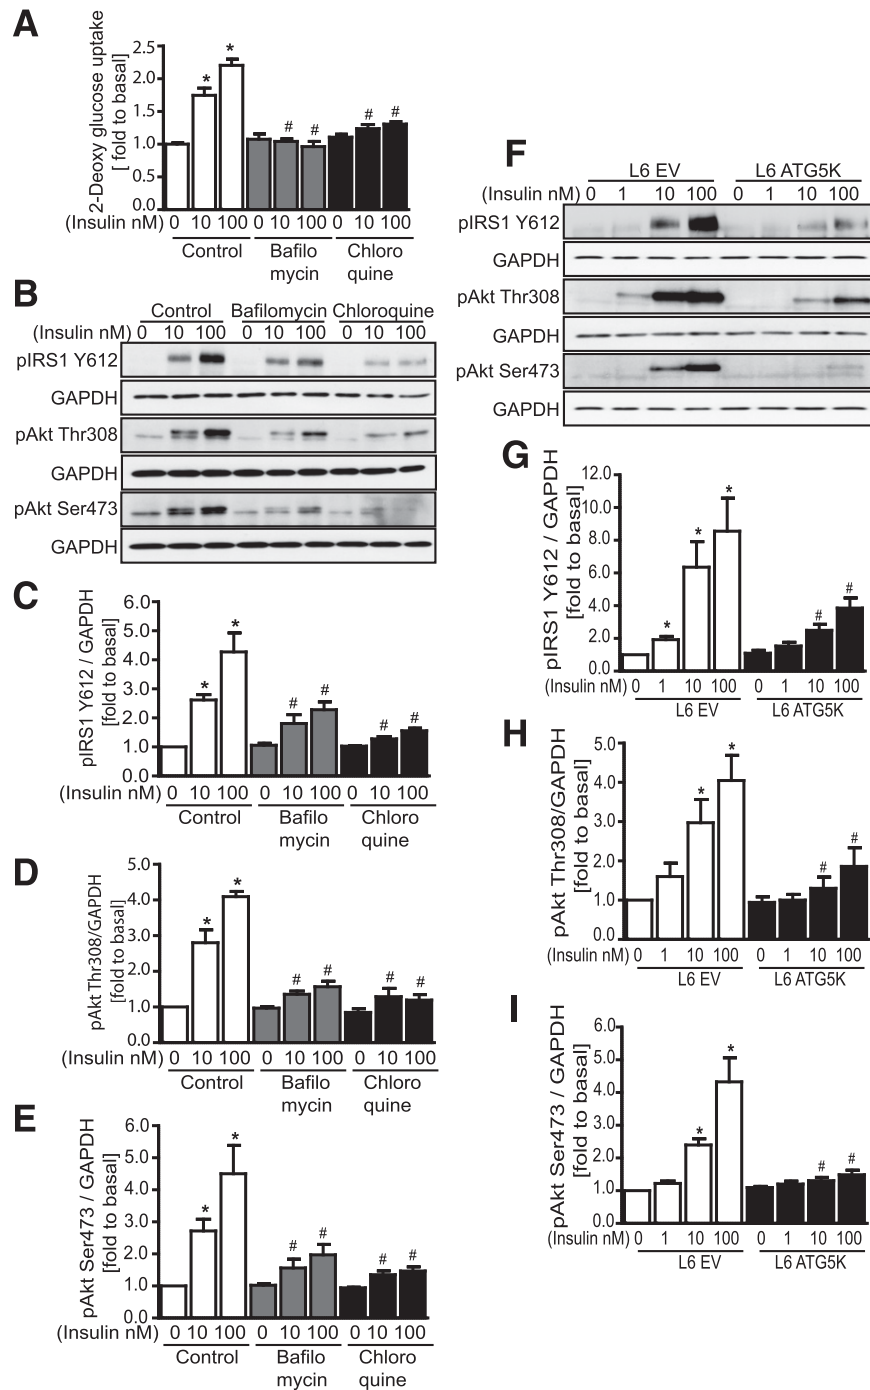 A
2-Deoxy glucose uptake
[ fold to basal]
2.5
2.0
1.5
1.0
0.5
0.0
* * # # # #
(Insulin nM) 0 10 100 0 10 100 0 10 100
Control Bafilo mycin Chloro quine
B
Control Bafilomycin Chloroquine
(Insulin nM) 0 10 100 0 10 100 0 10 100
pIRS1 Y612
GAPDH
pAkt Thr308
GAPDH
pAkt Ser473
GAPDH
C
pIRS1 Y612 / GAPDH
[fold to basal]
6.0
5.0
4.0
3.0
2.0
1.0
0.0
* * # # # #
(Insulin nM) 0 10 100 0 10 100 0 10 100
Control Bafilo mycin Chloro quine
D
pAkt Thr308/GAPDH
[fold to basal]
5.0
4.0
3.0
2.0
1.0
0.0
* * # # # #
(Insulin nM) 0 10 100 0 10 100 0 10 100
Control Bafilo mycin Chloro quine
E
pAkt Ser473 / GAPDH
[fold to basal]
6.0
5.0
4.0
3.0
2.0
1.0
0.0
* * # # # #
(Insulin nM) 0 10 100 0 10 100 0 10 100
Control Bafilo mycin Chloro quine
F
L6 EV L6 ATG5K
(Insulin nM) 0 1 10 100 0 1 10 100
pIRS1 Y612
GAPDH
pAkt Thr308
GAPDH
pAkt Ser473
GAPDH
G
pIRS1 Y612 / GAPDH
[fold to basal]
12.0
10.0
8.0
6.0
4.0
2.0
0.0
* * * # #
(Insulin nM) 0 1 10 100 0 1 10 100
L6 EV L6 ATG5K
H
pAkt Thr308/GAPDH
[fold to basal]
5.0
4.0
3.0
2.0
1.0
0.0
* * # #
(Insulin nM) 0 1 10 100 0 1 10 100
L6 EV L6 ATG5K
I
pAkt Ser473 / GAPDH
[fold to basal]
6.0
5.0
4.0
3.0
2.0
1.0
0.0
* * # #
(Insulin nM) 0 1 10 100 0 1 10 100
L6 EV L6 ATG5K